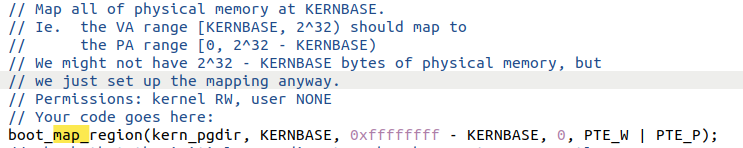 // Map all of physical memory at KERNBASE.
// Ie.  the VA range [KERNBASE, 2^32) should map to
//      the PA range [0, 2^32 - KERNBASE)
// We might not have 2^32 - KERNBASE bytes of physical memory, but
// we just set up the mapping anyway.
// Permissions: kernel RW, user NONE
// Your code goes here:
boot_map_region(kern_pgdir, KERNBASE, 0xffffffff - KERNBASE, 0, PTE_W | PTE_P);